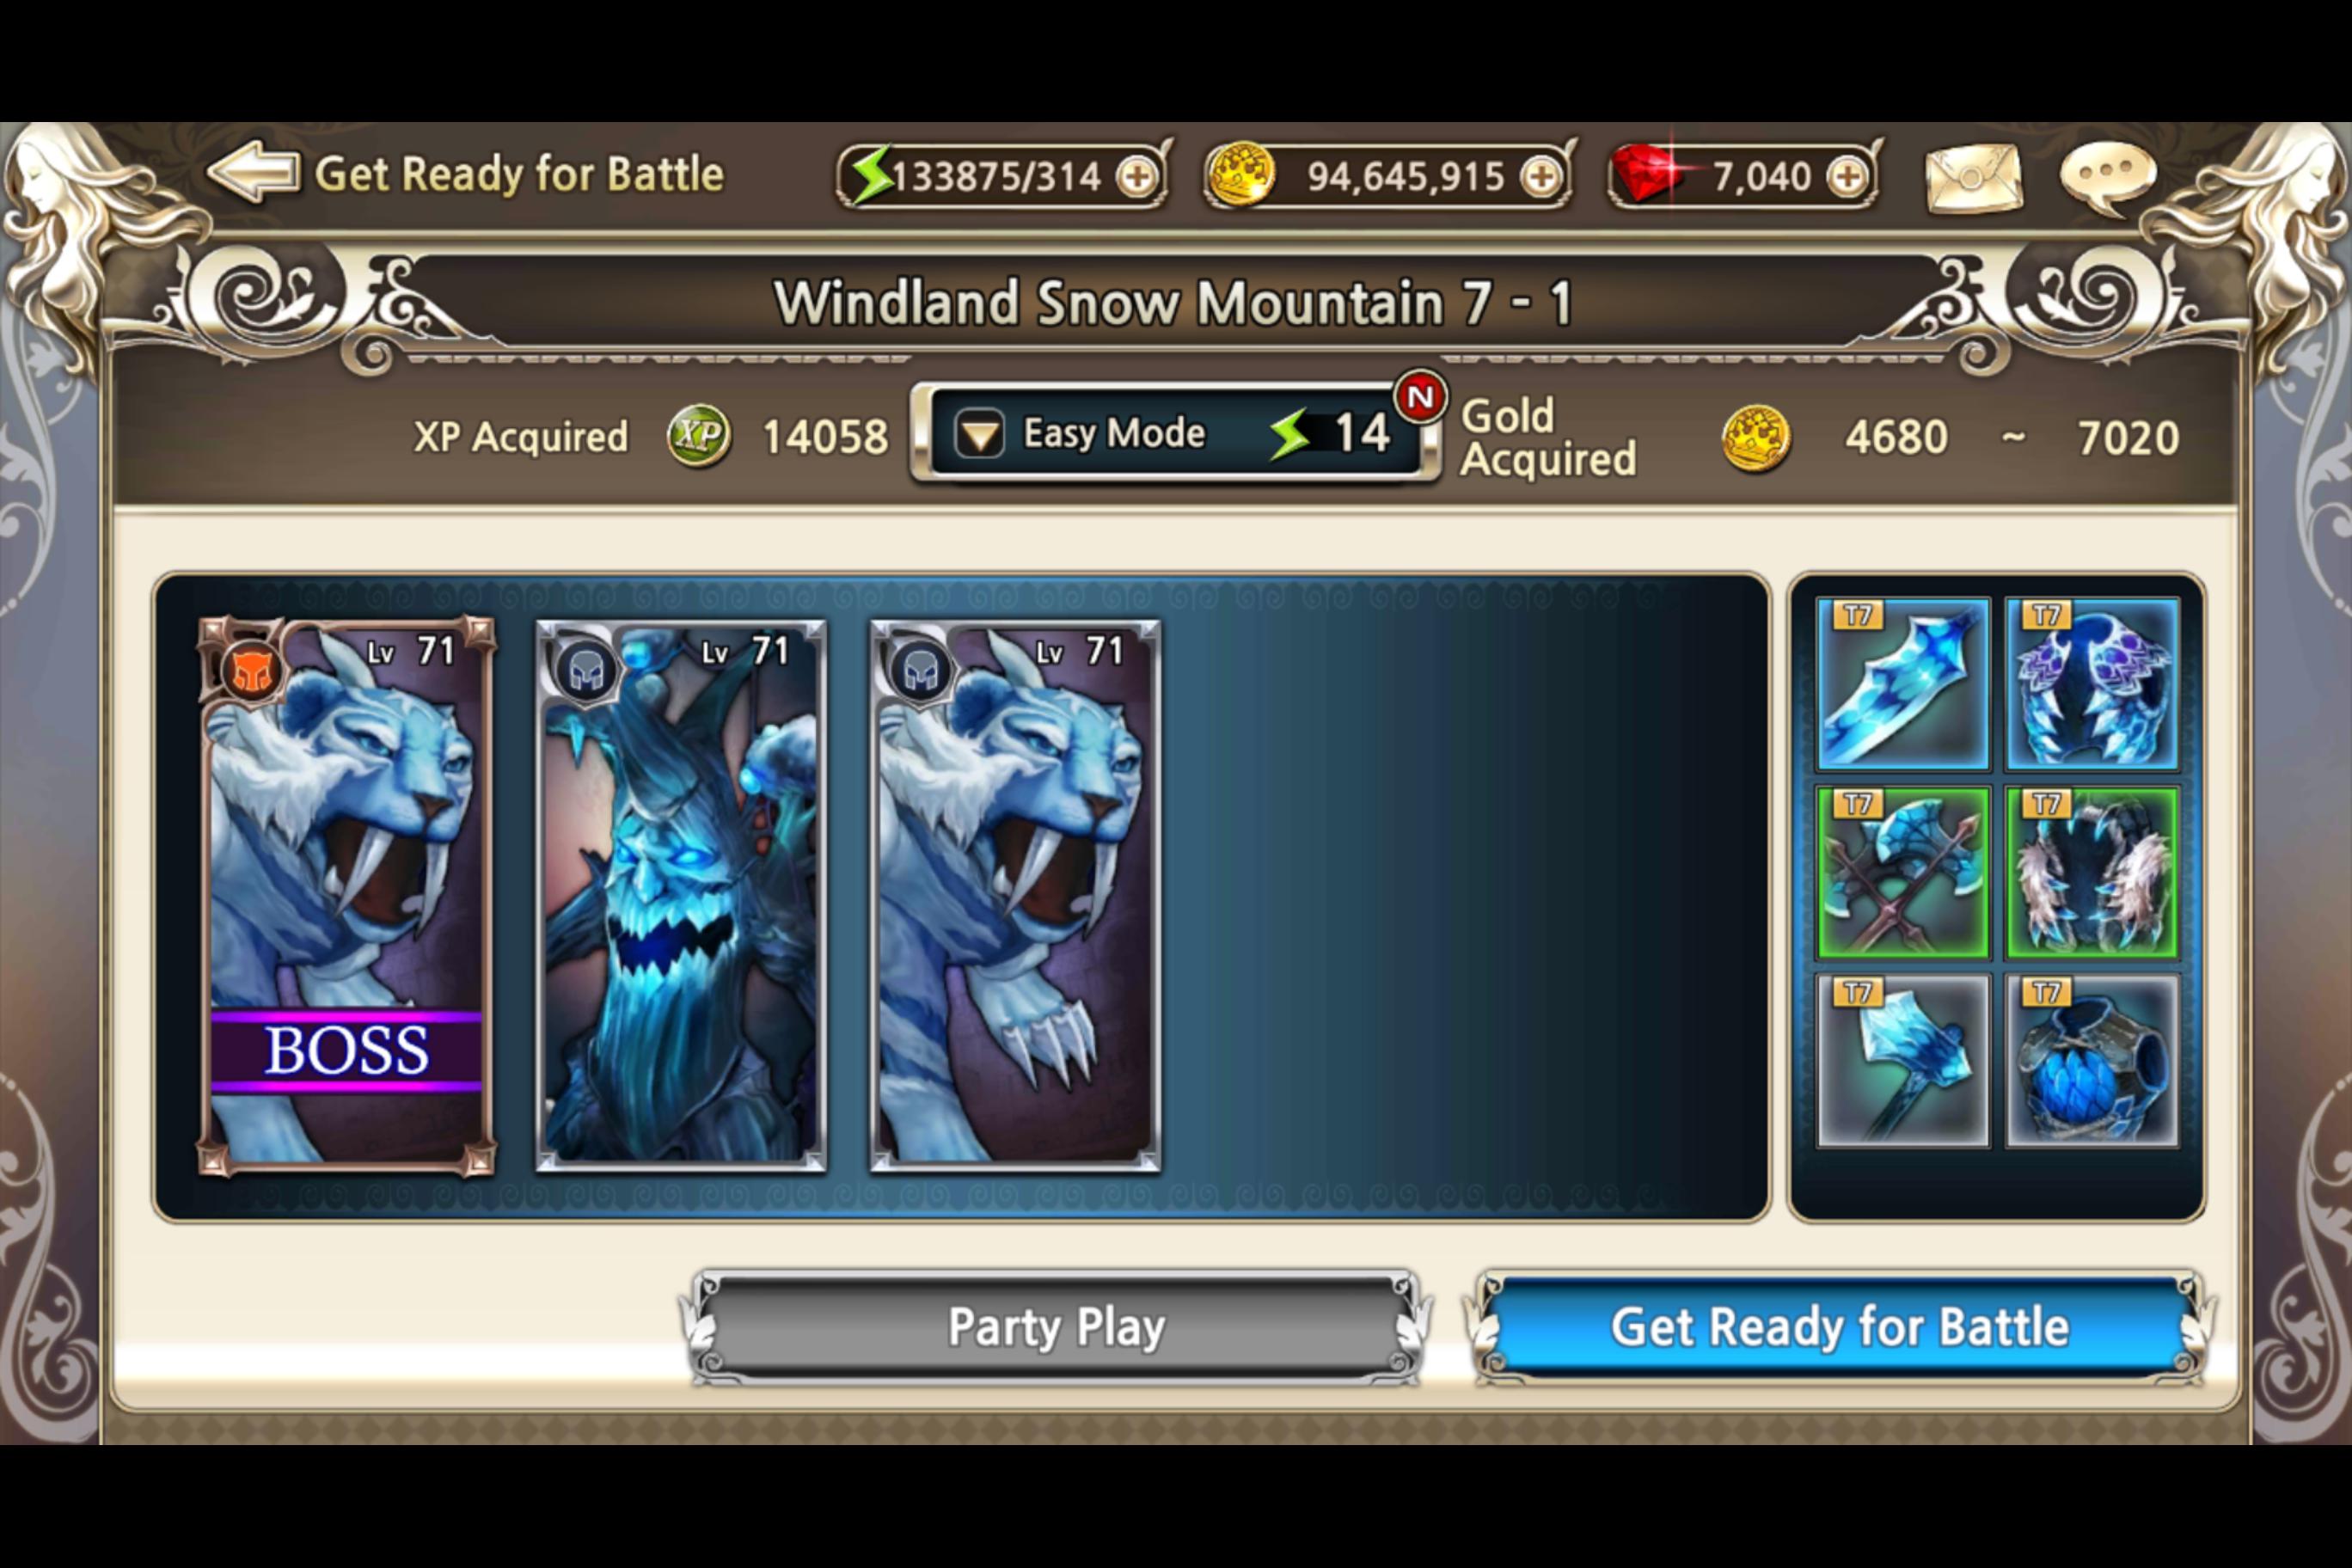 Get Ready for Battle
133875/314
94,645,915
7,040
Windland Snow Mountain 7 - 1
XP Acquired XP 14058
Easy Mode 14 N
Gold
Acquired
4680 ~ 7020
Lv 71
BOSS
Lv 71
Lv 71
T7 T7
T7 T7
T7 T7
Party Play
Get Ready for Battle